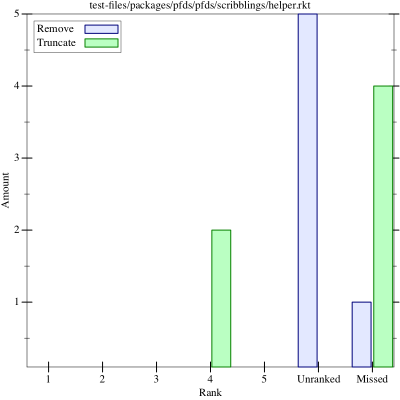 test-files/packages/pfds/pfds/scribblings/helper.rkt
Remove
Truncate
5
4
3
2
1
Amount
1 2 3 4 5 Unranked Missed
Rank